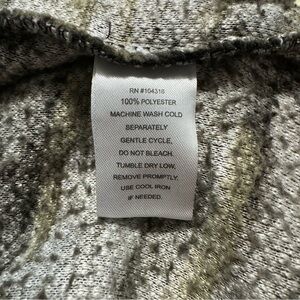 RN #104316
100% POLYESTER
MACHINE WASH COLD
SEPARATELY
GENTLE CYCLE,
DO NOT BLEACH.
TUMBLE DRY LOW,
REMOVE PROMPTLY.
USE COOL IRON
IF NEEDED.